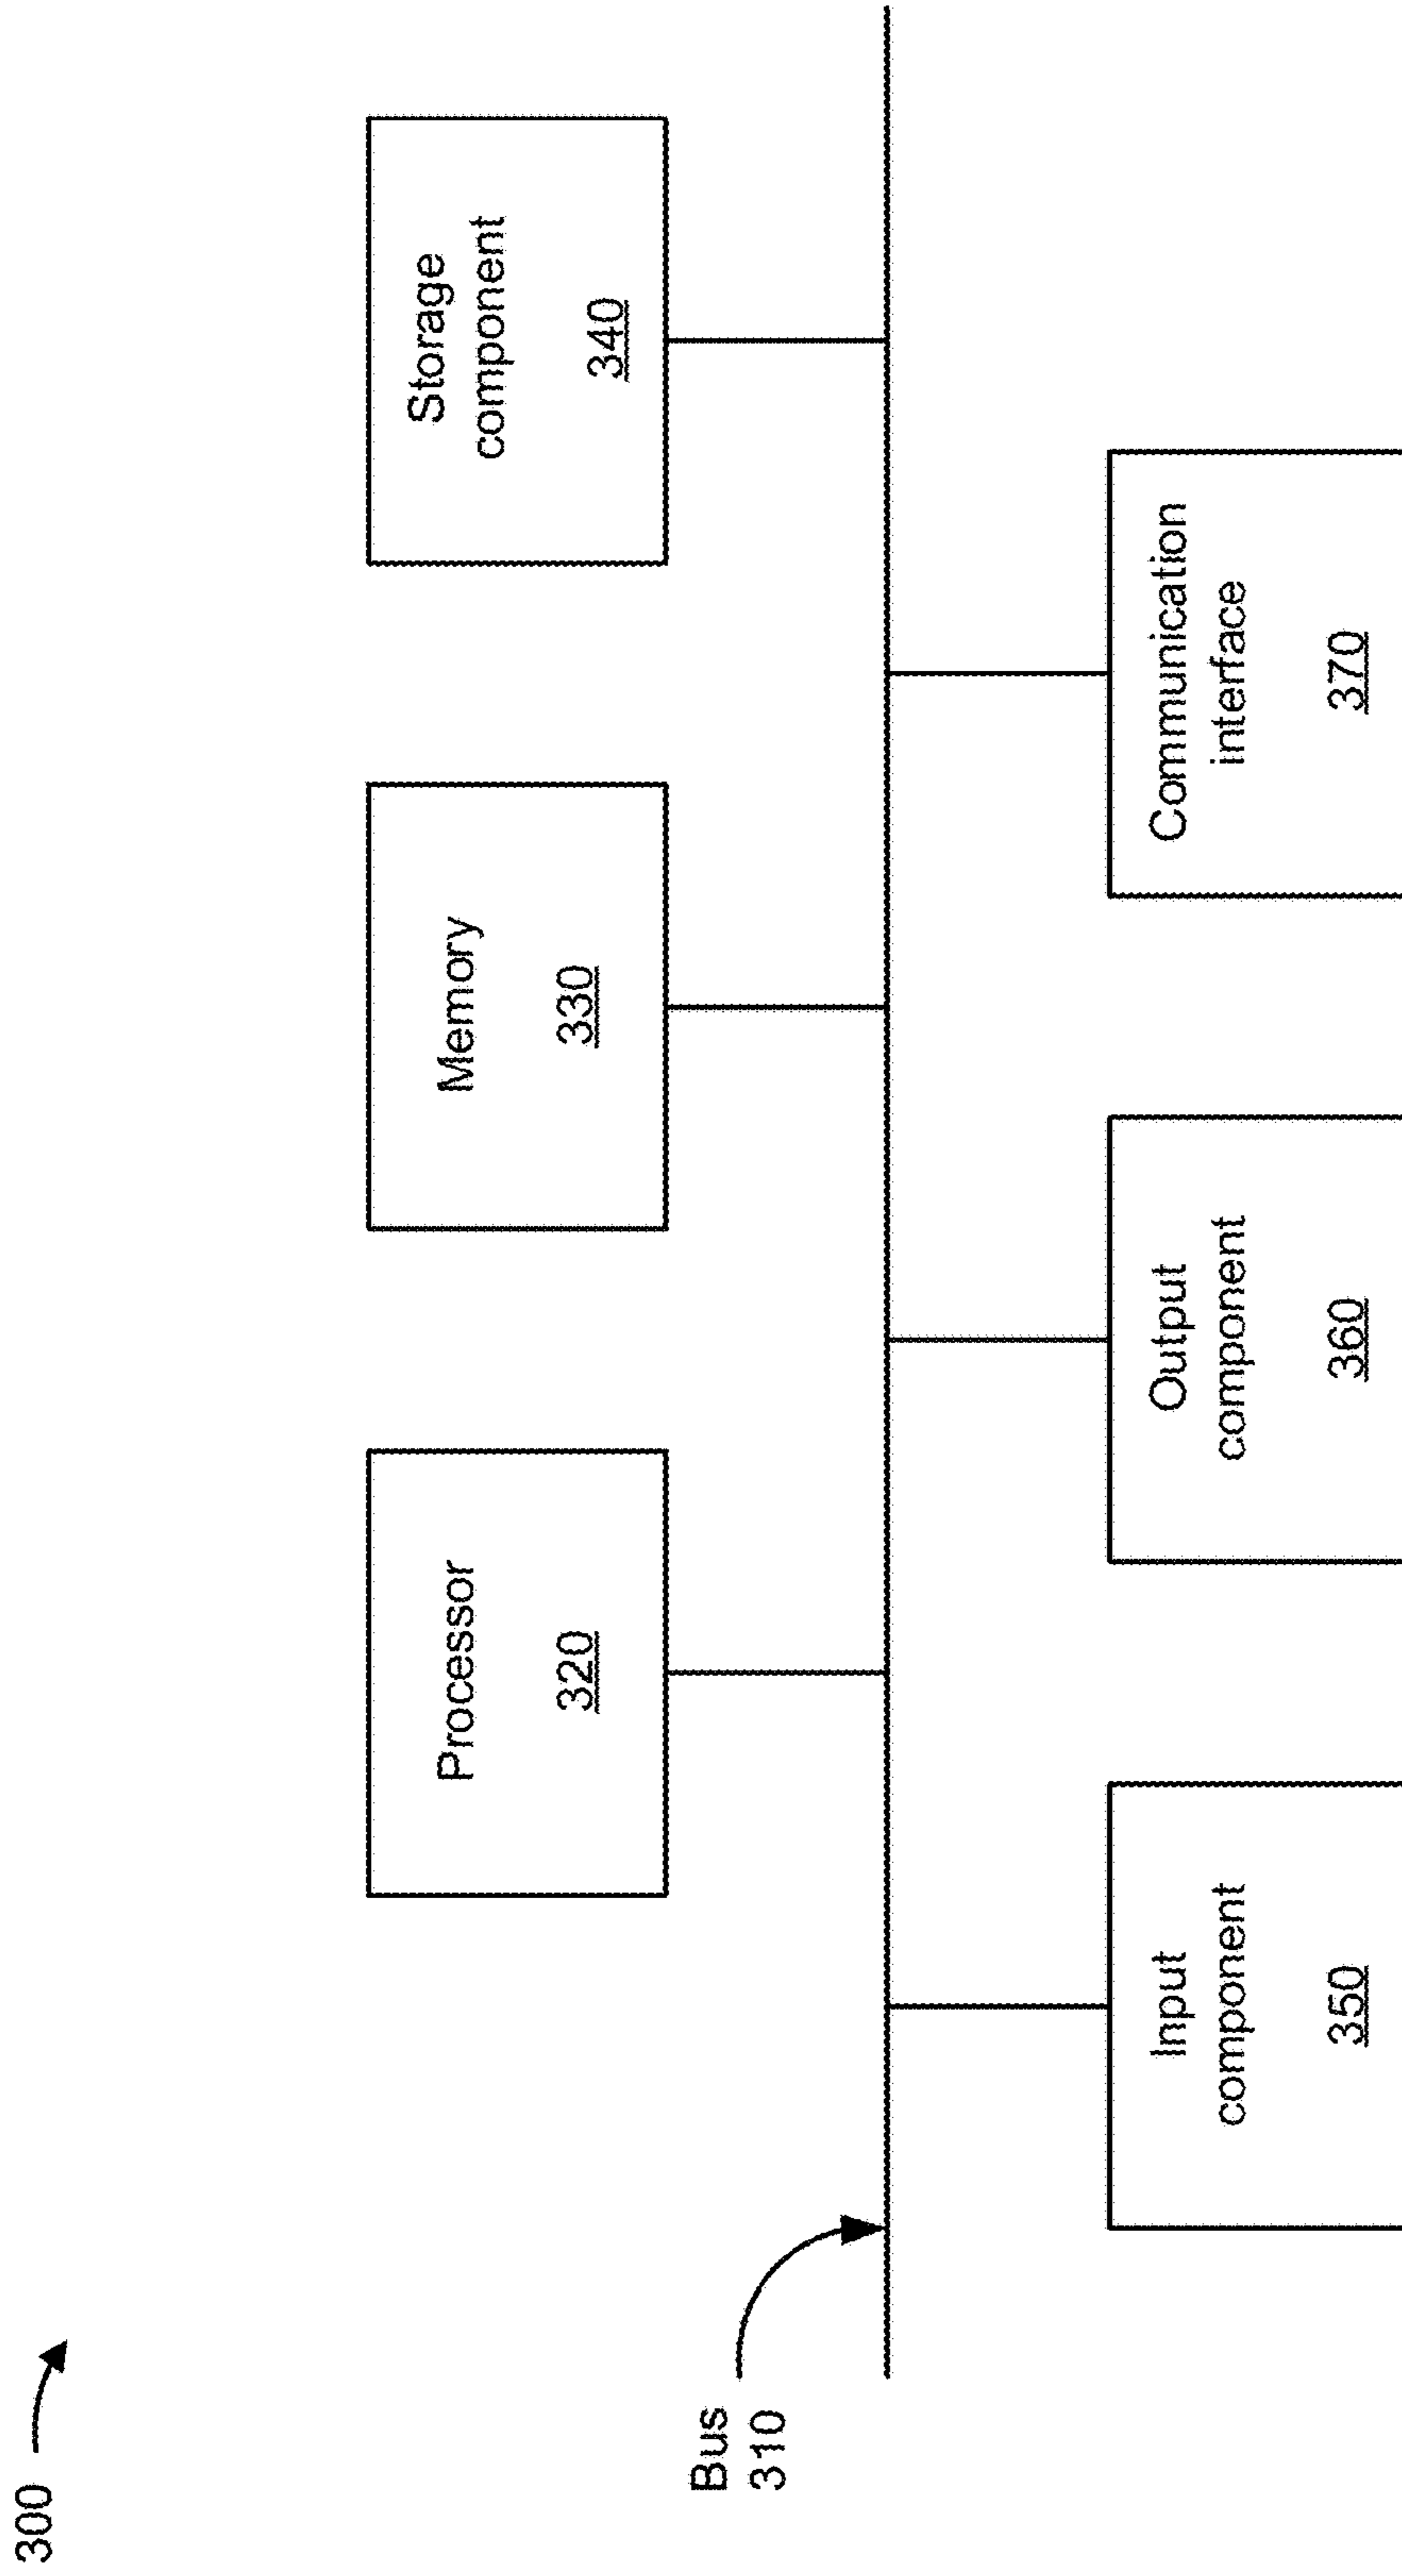 300
Processor
320
Memory
330
Storage
component
340
Bus
310
Input
component
350
Output
component
360
Communication
interface
370